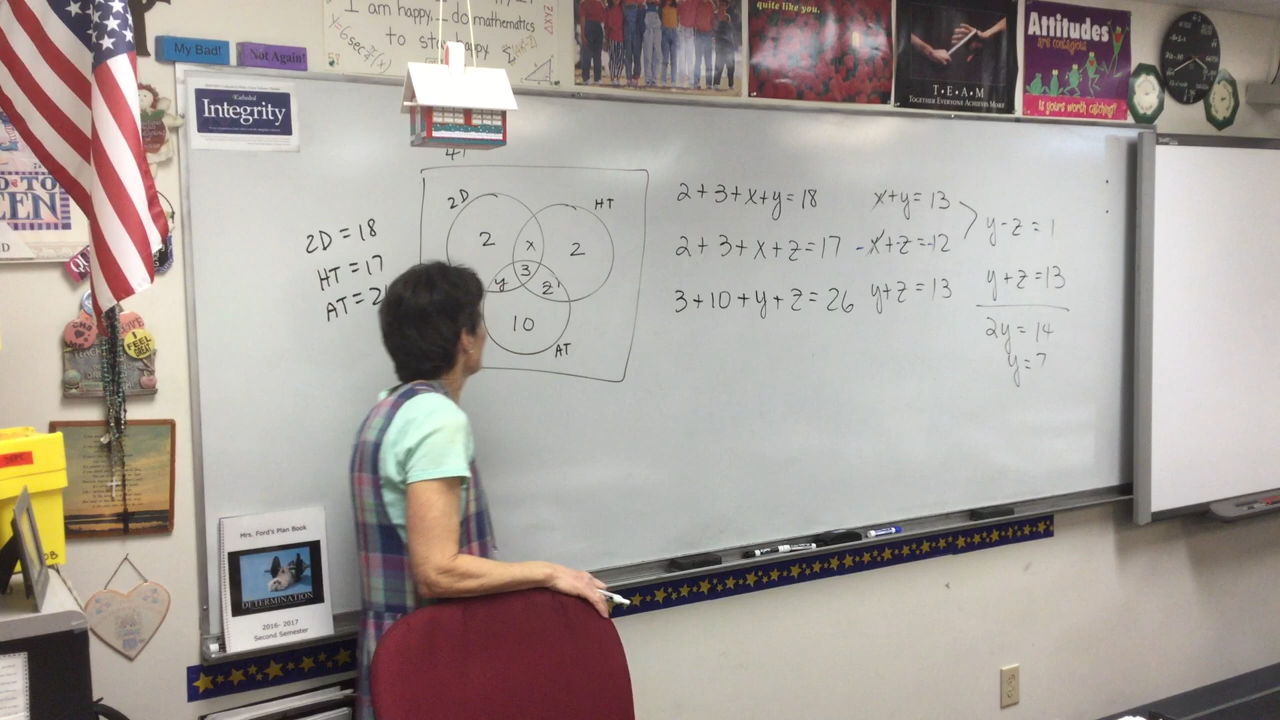 My Bad!
Not Again!
I am happy, I do mathematics
to stay happy.
quite like you.
T·E·A·M
TOGETHER EVERYONE ACHIEVES MORE
Attitudes
are contagious
Is yours worth catching?
Integrity
2D = 18
HT = 17
AT = 2
2D
HT
2
x
2
3
y
z
10
AT
2+3+x+y=18
x+y=13
2+3+x+z=17
-x+z=-12
3+10+y+z=26
y+z=13
y-z=1
y+z=13
2y=14
y=7
I
FEEL
GREAT
Mrs. Ford's Plan Book
DETERMINATION
2016- 2017
Second Semester